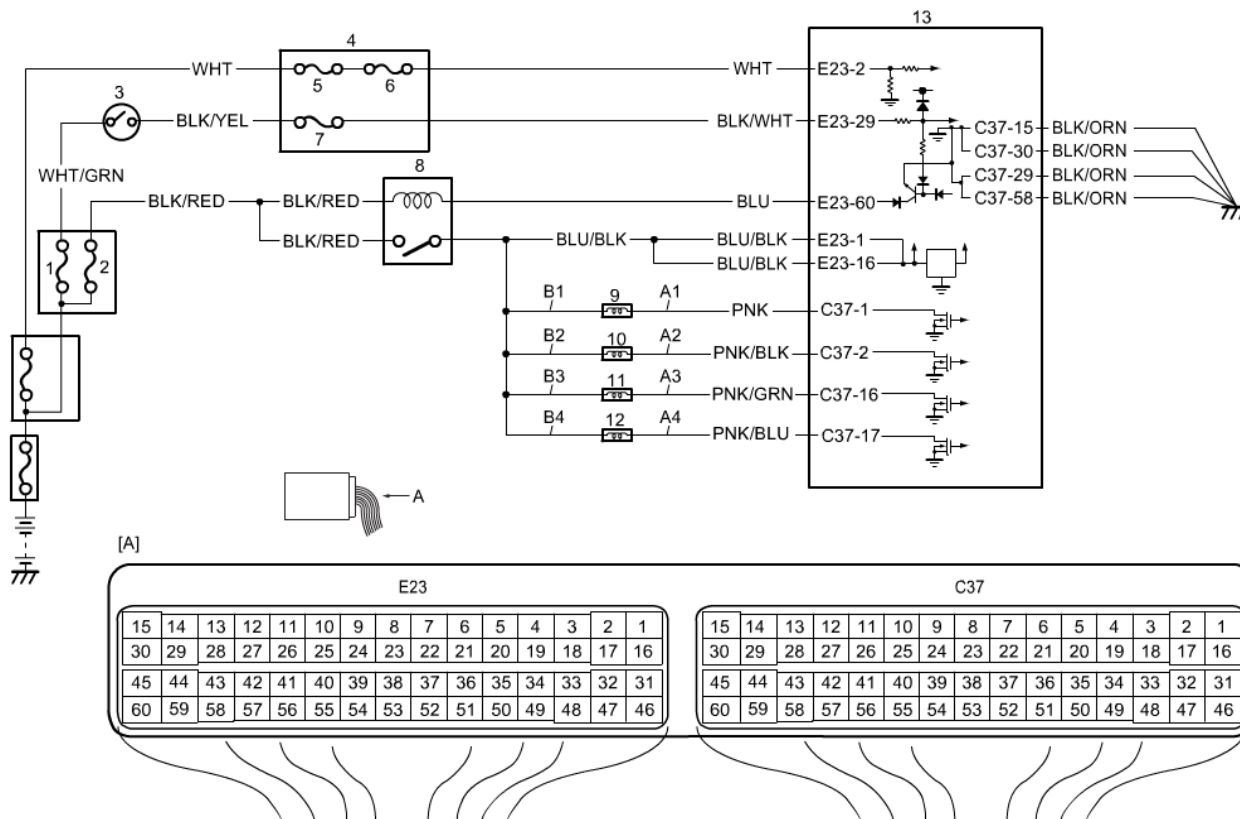 13
4
WHT
WHT
E23-2
5
6
3
BLK/YEL
7
BLK/WHT
E23-29
C37-15
BLK/ORN
C37-30
BLK/ORN
C37-29
BLK/ORN
C37-58
BLK/ORN
WHT/GRN
8
BLK/RED
BLK/RED
BLU
E23-60
BLK/RED
BLU/BLK
BLU/BLK
E23-1
BLU/BLK
E23-16
1
2
B1
9
A1
PNK
C37-1
B2
10
A2
PNK/BLK
C37-2
B3
11
A3
PNK/GRN
C37-16
B4
12
A4
PNK/BLU
C37-17
A
[A]
E23
15 14 13 12 11 10 9 8 7 6 5 4 3 2 1
30 29 28 27 26 25 24 23 22 21 20 19 18 17 16
45 44 43 42 41 40 39 38 37 36 35 34 33 32 31
60 59 58 57 56 55 54 53 52 51 50 49 48 47 46
C37
15 14 13 12 11 10 9 8 7 6 5 4 3 2 1
30 29 28 27 26 25 24 23 22 21 20 19 18 17 16
45 44 43 42 41 40 39 38 37 36 35 34 33 32 31
60 59 58 57 56 55 54 53 52 51 50 49 48 47 46